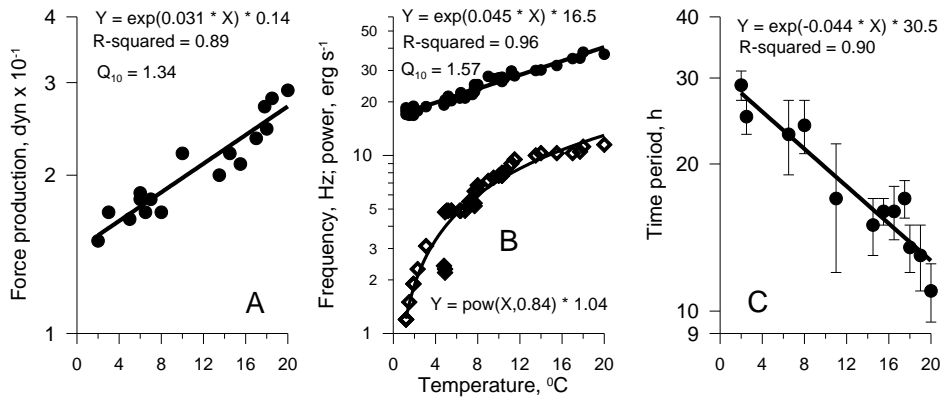 Y = exp(0.031 * X) * 0.14
R-squared = 0.89
Q10 = 1.34
Force production, dyn x 10-1
4
3
2
1
0 4 8 12 16 20
A
Y = exp(0.045 * X) * 16.5
R-squared = 0.96
Q10 = 1.57
Frequency, Hz; power, erg s-1
50
30
20
10
5
3
2
1
B
Y = pow(X,0.84) * 1.04
0 4 8 12 16 20
Temperature, 0C
Y = exp(-0.044 * X) * 30.5
R-squared = 0.90
Time period, h
30
20
10
9
C
0 4 8 12 16 20